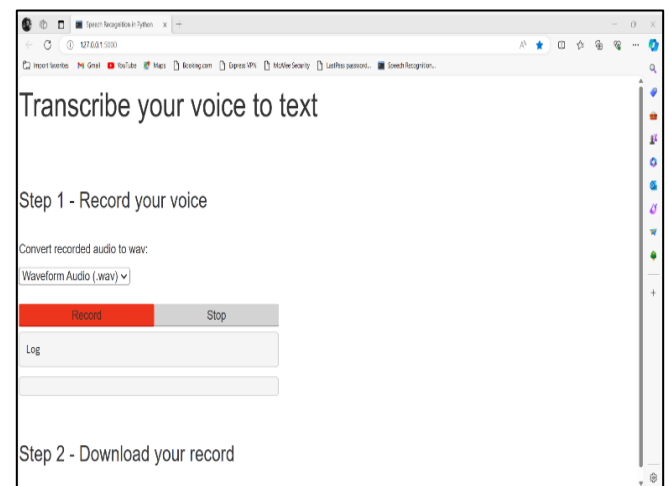 Speech Recognition in Python
127.0.0.1:5000
Import favorites Gmail YouTube Maps Booking.com Express VPN McAfee Security LastPass password... Speech Recognition...
Transcribe your voice to text
Step 1 - Record your voice
Convert recorded audio to wav:
Waveform Audio (.wav)
Record Stop
Log
Step 2 - Download your record